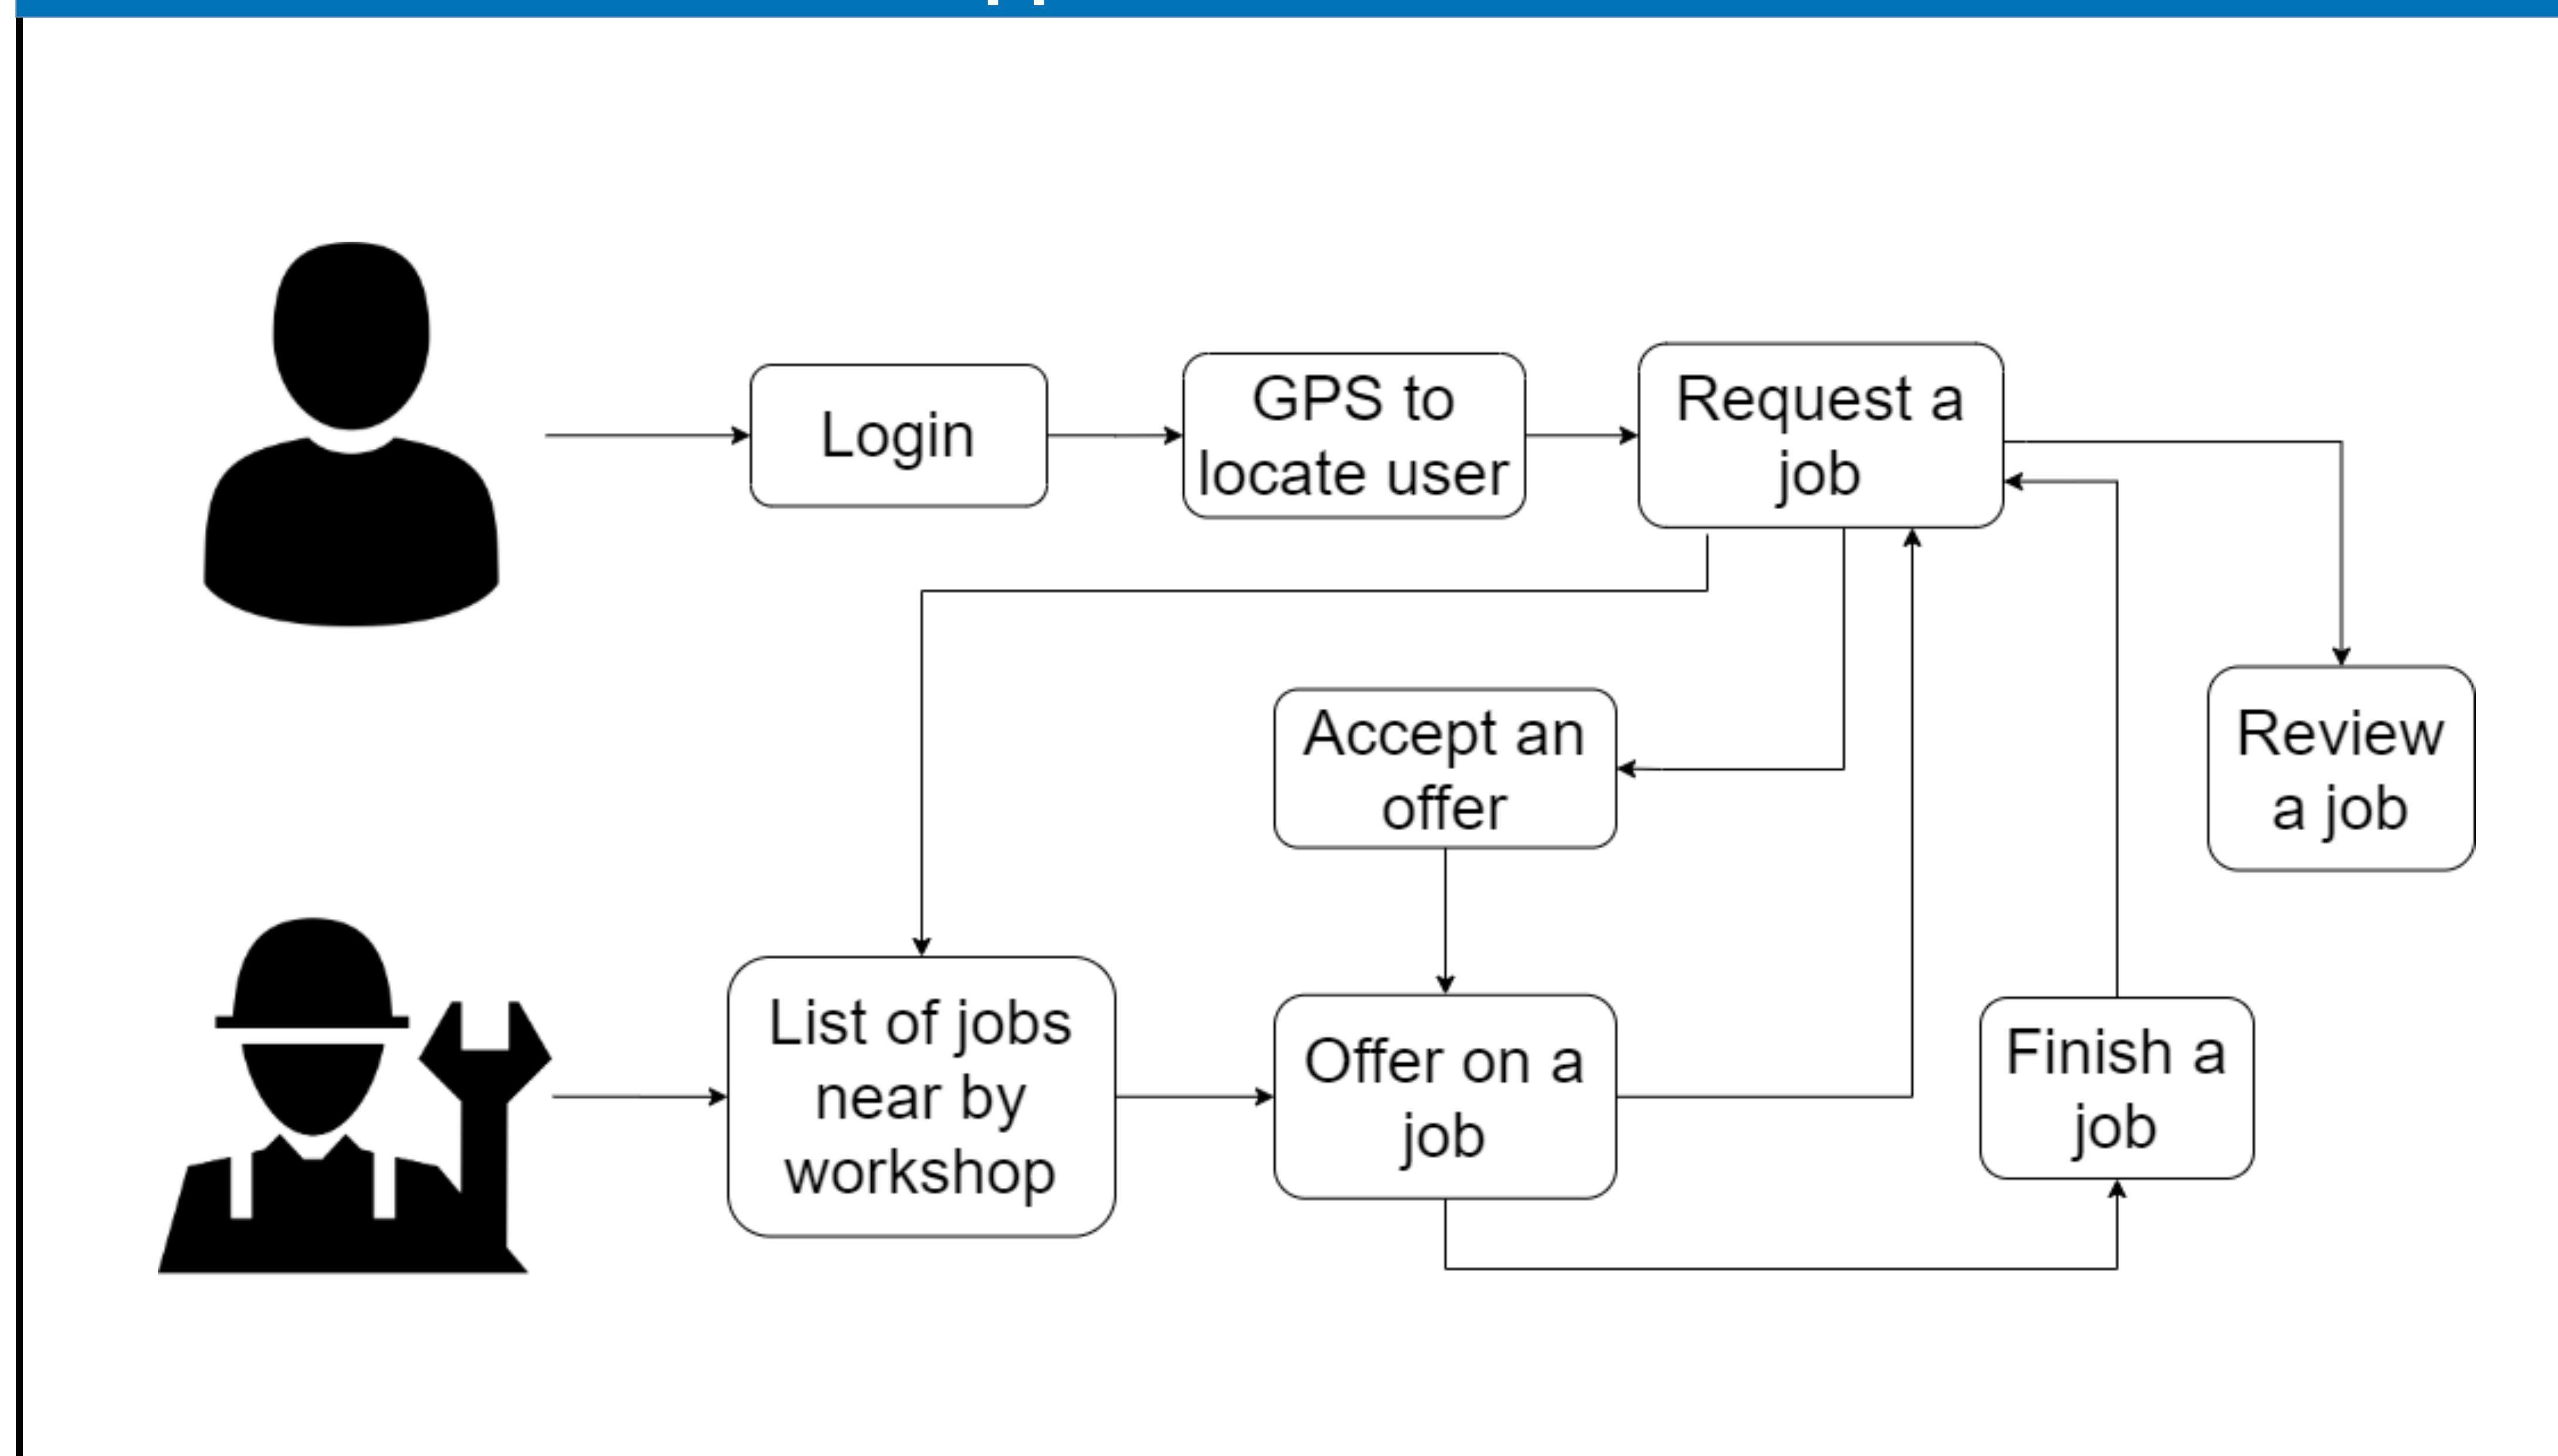 Login
GPS to
locate user
Request a
job
Accept an
offer
Review
a job
List of jobs
near by
workshop
Offer on a
job
Finish a
job